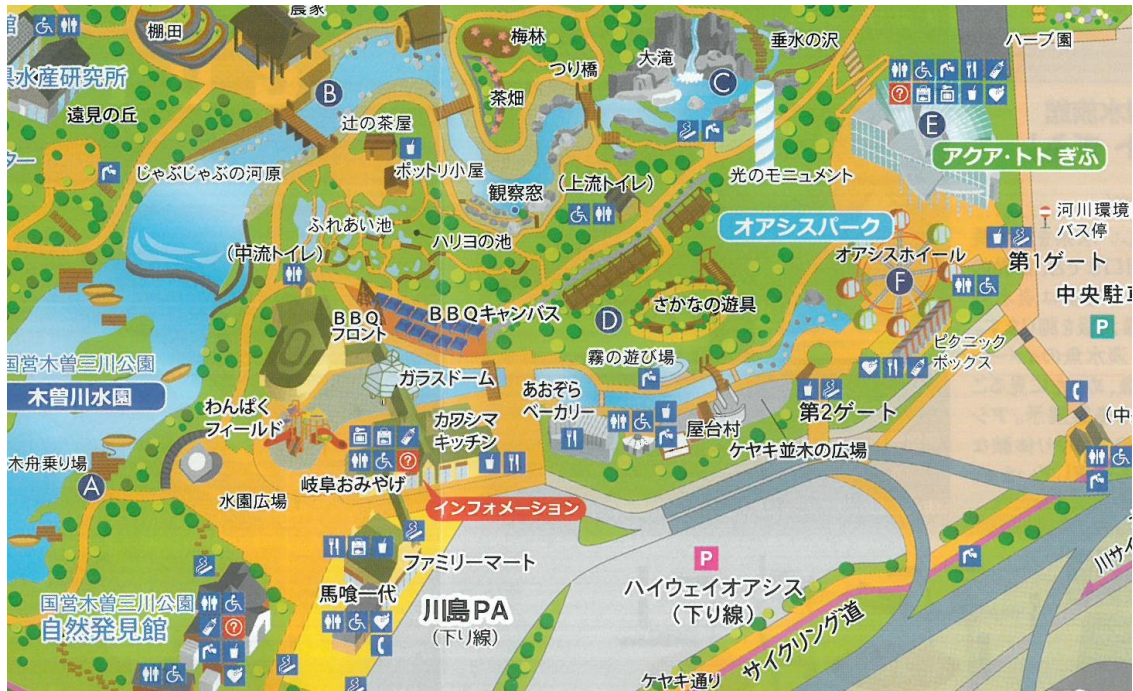 農家
棚田
梅林
大滝
垂水の沢
ハーブ園
つり橋
水産研究所
遠見の丘
茶畑
C
B
E
辻の茶屋
アクア・トト ぎふ
じゃぶじゃぶの河原
ポットリ小屋
光のモニュメント
観察窓
(上流トイレ)
河川環境
バス停
ふれあい池
ハリヨの池
オアシスパーク
オアシスホイール
第1ゲート
(中流トイレ)
F
中央駐車
P
さかなの遊具
BBQ
フロント
BBQキャンバス
D
ピクニック
ボックス
霧の遊び場
国営木曽三川公園
木曽川水園
ガラスドーム
あおぞら
ベーカリー
わんぱく
フィールド
カワシマ
キッチン
屋台村
第2ゲート
(中
ケヤキ並木の広場
木舟乗り場
A
岐阜おみやげ
水園広場
インフォメーション
ファミリーマート
P
ハイウェイオアシス
(下り線)
馬喰一代
川島PA
(下り線)
国営木曽三川公園
自然発見館
サイクリング道
川サイ
ケヤキ通り